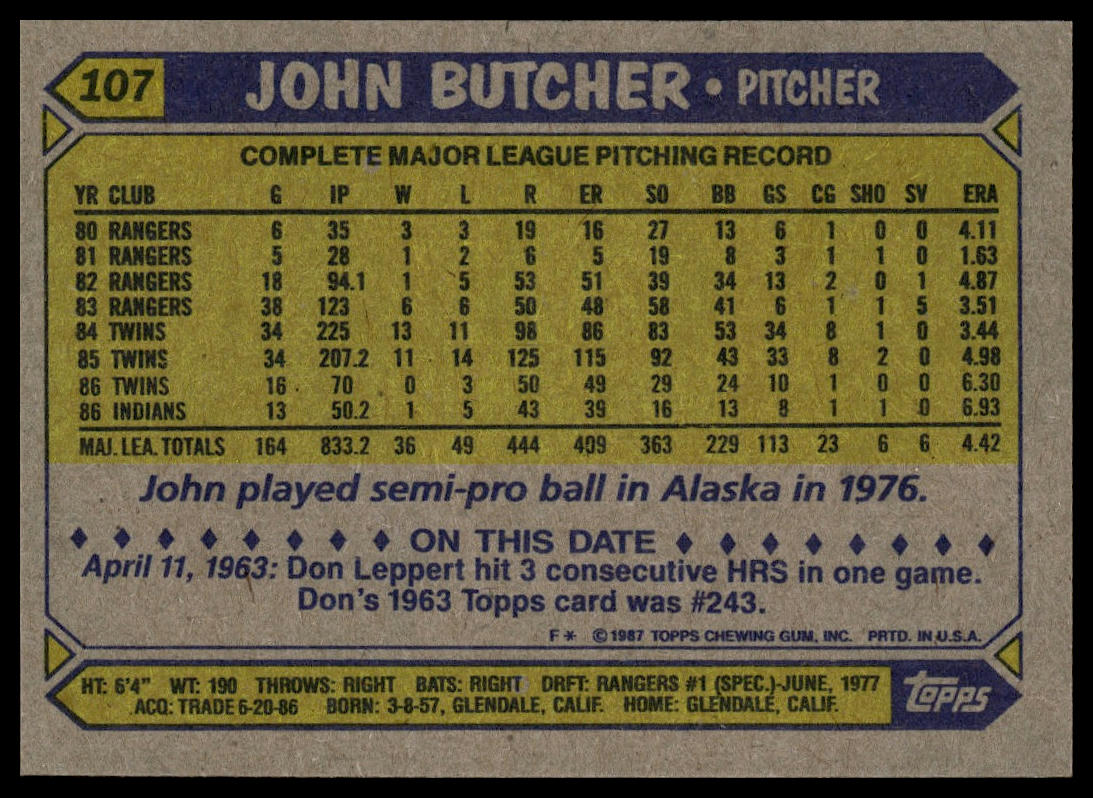 107 JOHN BUTCHER • PITCHER
COMPLETE MAJOR LEAGUE PITCHING RECORD
YR CLUB G IP W L R ER SO BB GS CG SHO SV ERA
80 RANGERS 6 35 3 3 19 16 27 13 6 1 0 0 4.11
81 RANGERS 5 28 1 2 6 5 19 8 3 1 1 0 1.63
82 RANGERS 18 94.1 1 5 53 51 39 34 13 2 0 1 4.87
83 RANGERS 38 123 6 6 50 48 58 41 6 1 1 5 3.51
84 TWINS 34 225 13 11 98 86 83 53 34 8 1 0 3.44
85 TWINS 34 207.2 11 14 125 115 92 43 33 8 2 0 4.98
86 TWINS 16 70 0 3 50 49 29 24 10 1 0 0 6.30
86 INDIANS 13 50.2 1 5 43 39 16 13 8 1 1 0 6.93
MAJ. LEA. TOTALS 164 833.2 36 49 444 409 363 229 113 23 6 6 4.42
John played semi-pro ball in Alaska in 1976.
♦ ♦ ♦ ♦ ♦ ♦ ♦ ♦ ON THIS DATE ♦ ♦ ♦ ♦ ♦ ♦ ♦ ♦
April 11, 1963: Don Leppert hit 3 consecutive HRS in one game.
Don's 1963 Topps card was #243.
F* ©1987 TOPPS CHEWING GUM, INC. PRTD. IN U.S.A.
HT: 6'4" WT: 190 THROWS: RIGHT BATS: RIGHT DRFT: RANGERS #1 (SPEC.)-JUNE, 1977
ACQ: TRADE 6-20-86 BORN: 3-8-57, GLENDALE, CALIF. HOME: GLENDALE, CALIF.
topps